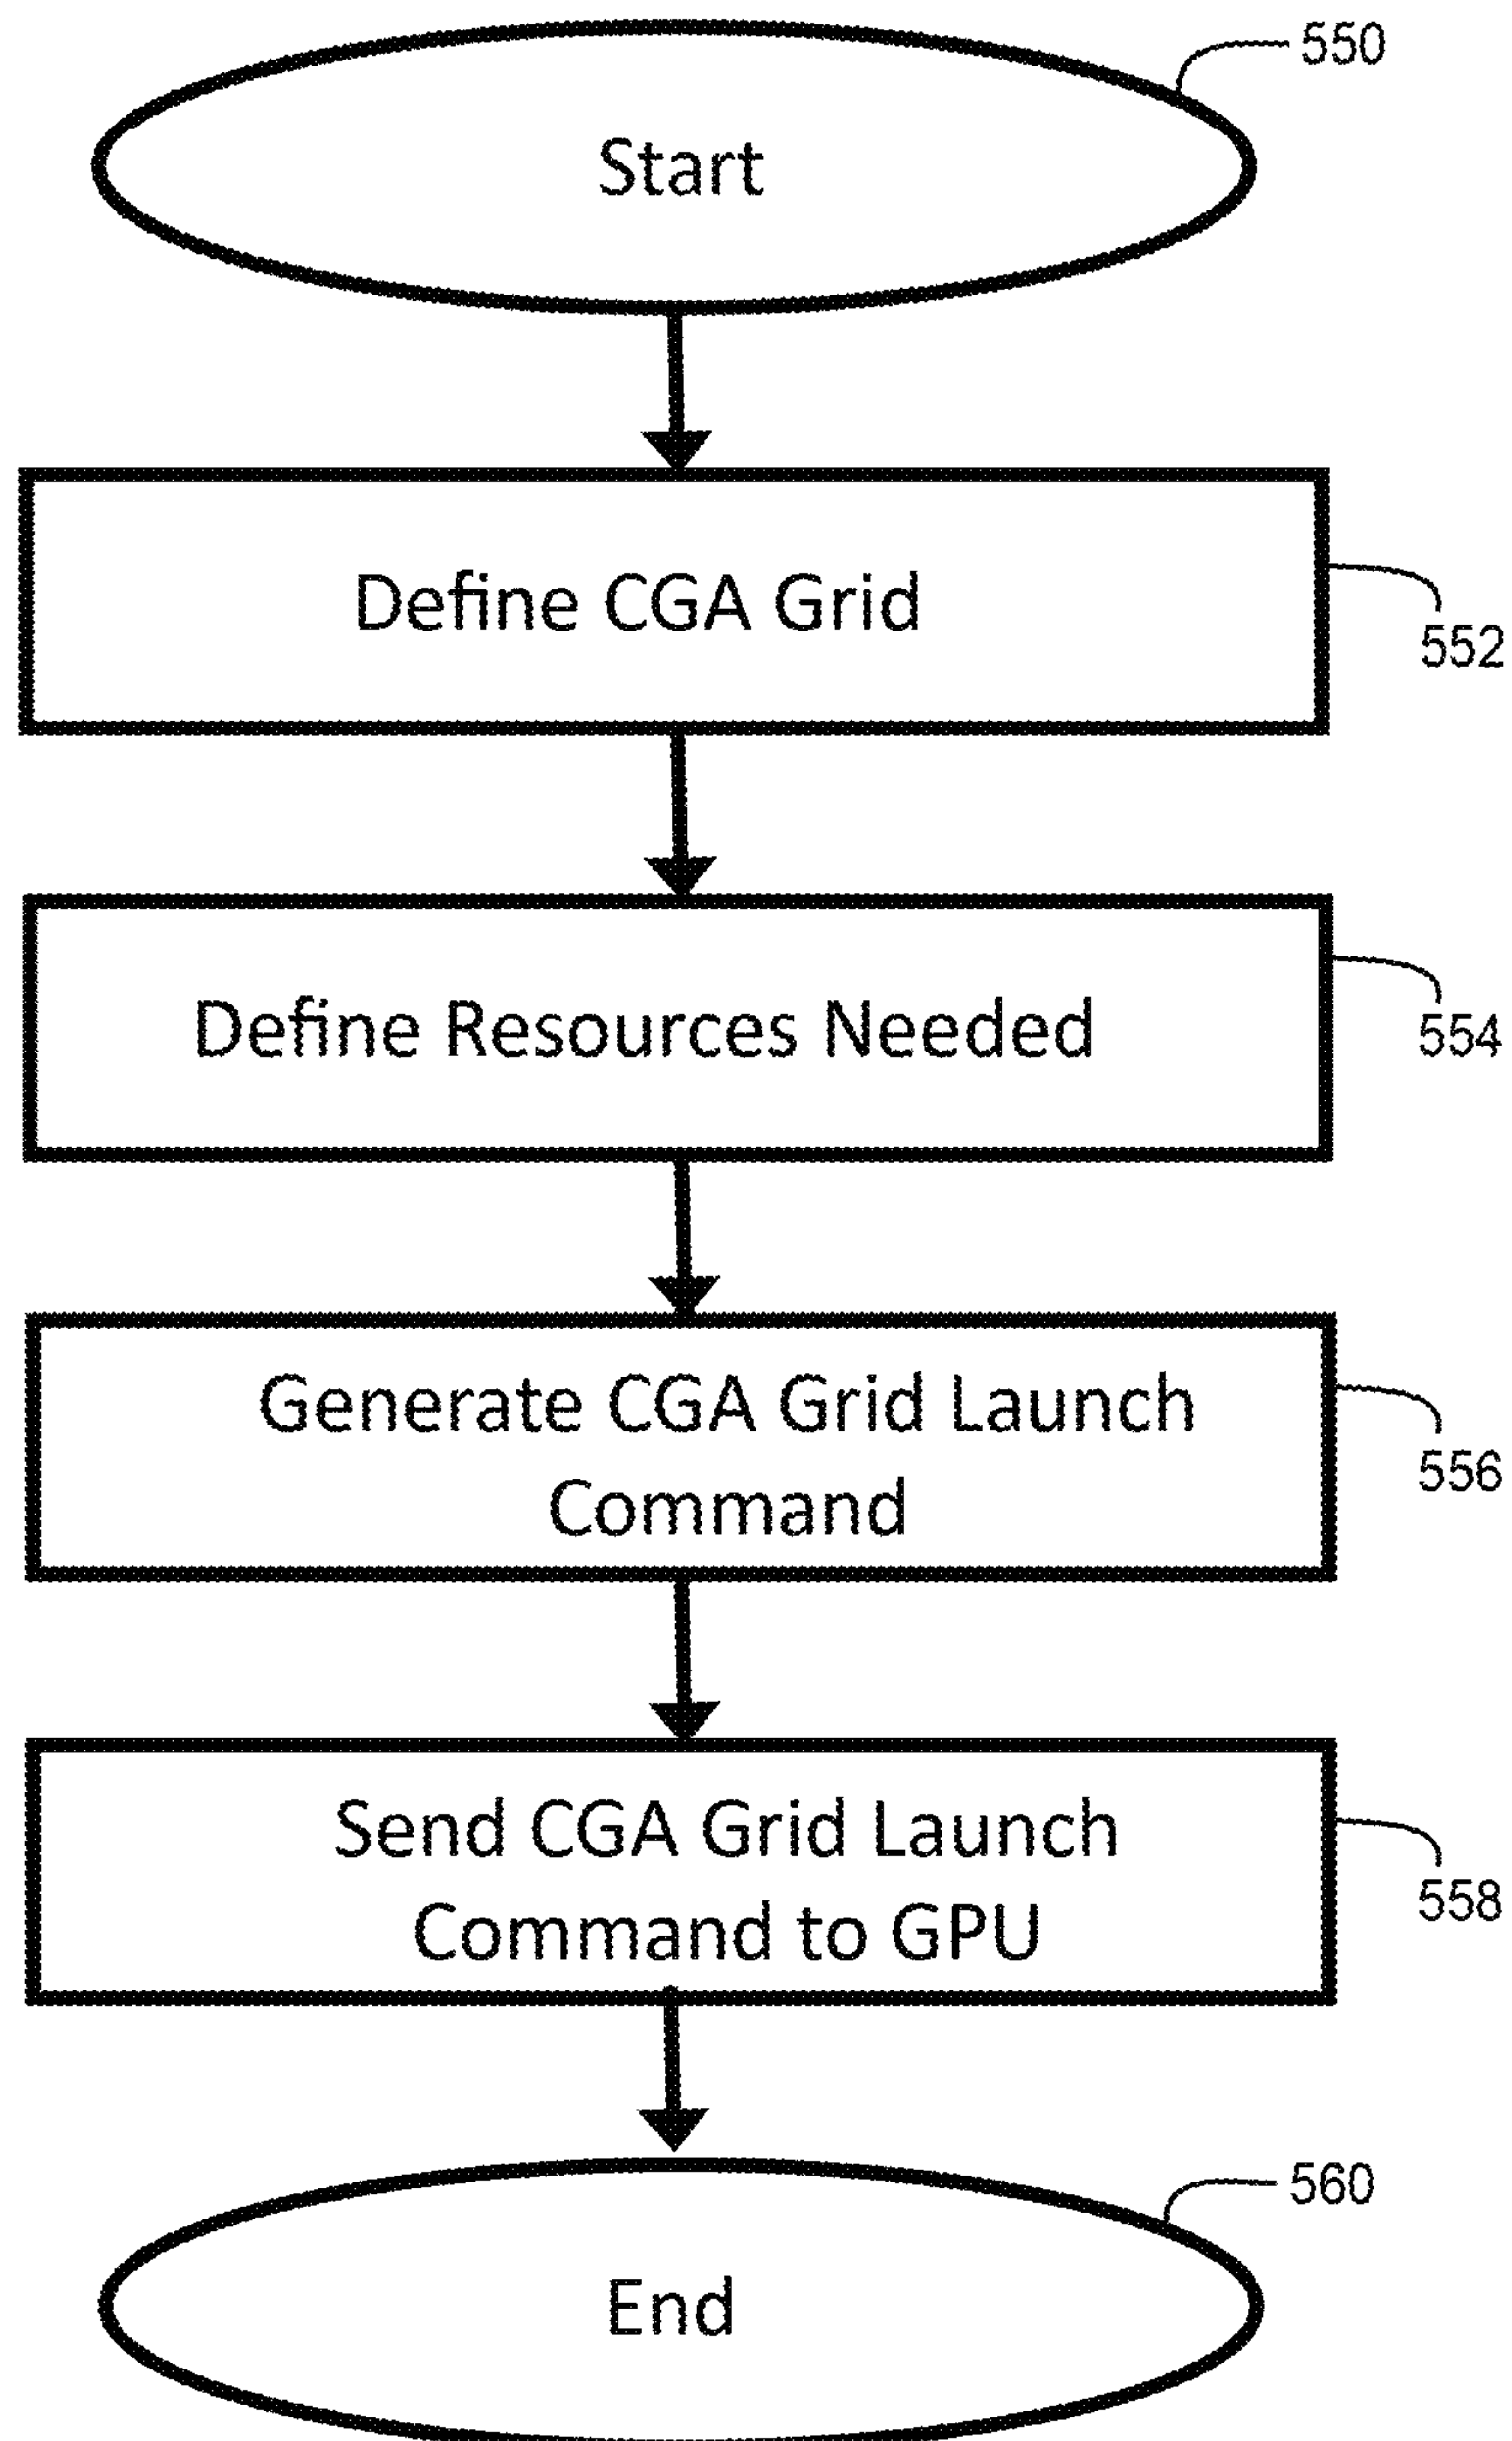 550
Start
Define CGA Grid
552
Define Resources Needed
554
Generate CGA Grid Launch
Command
556
Send CGA Grid Launch
Command to GPU
558
560
End